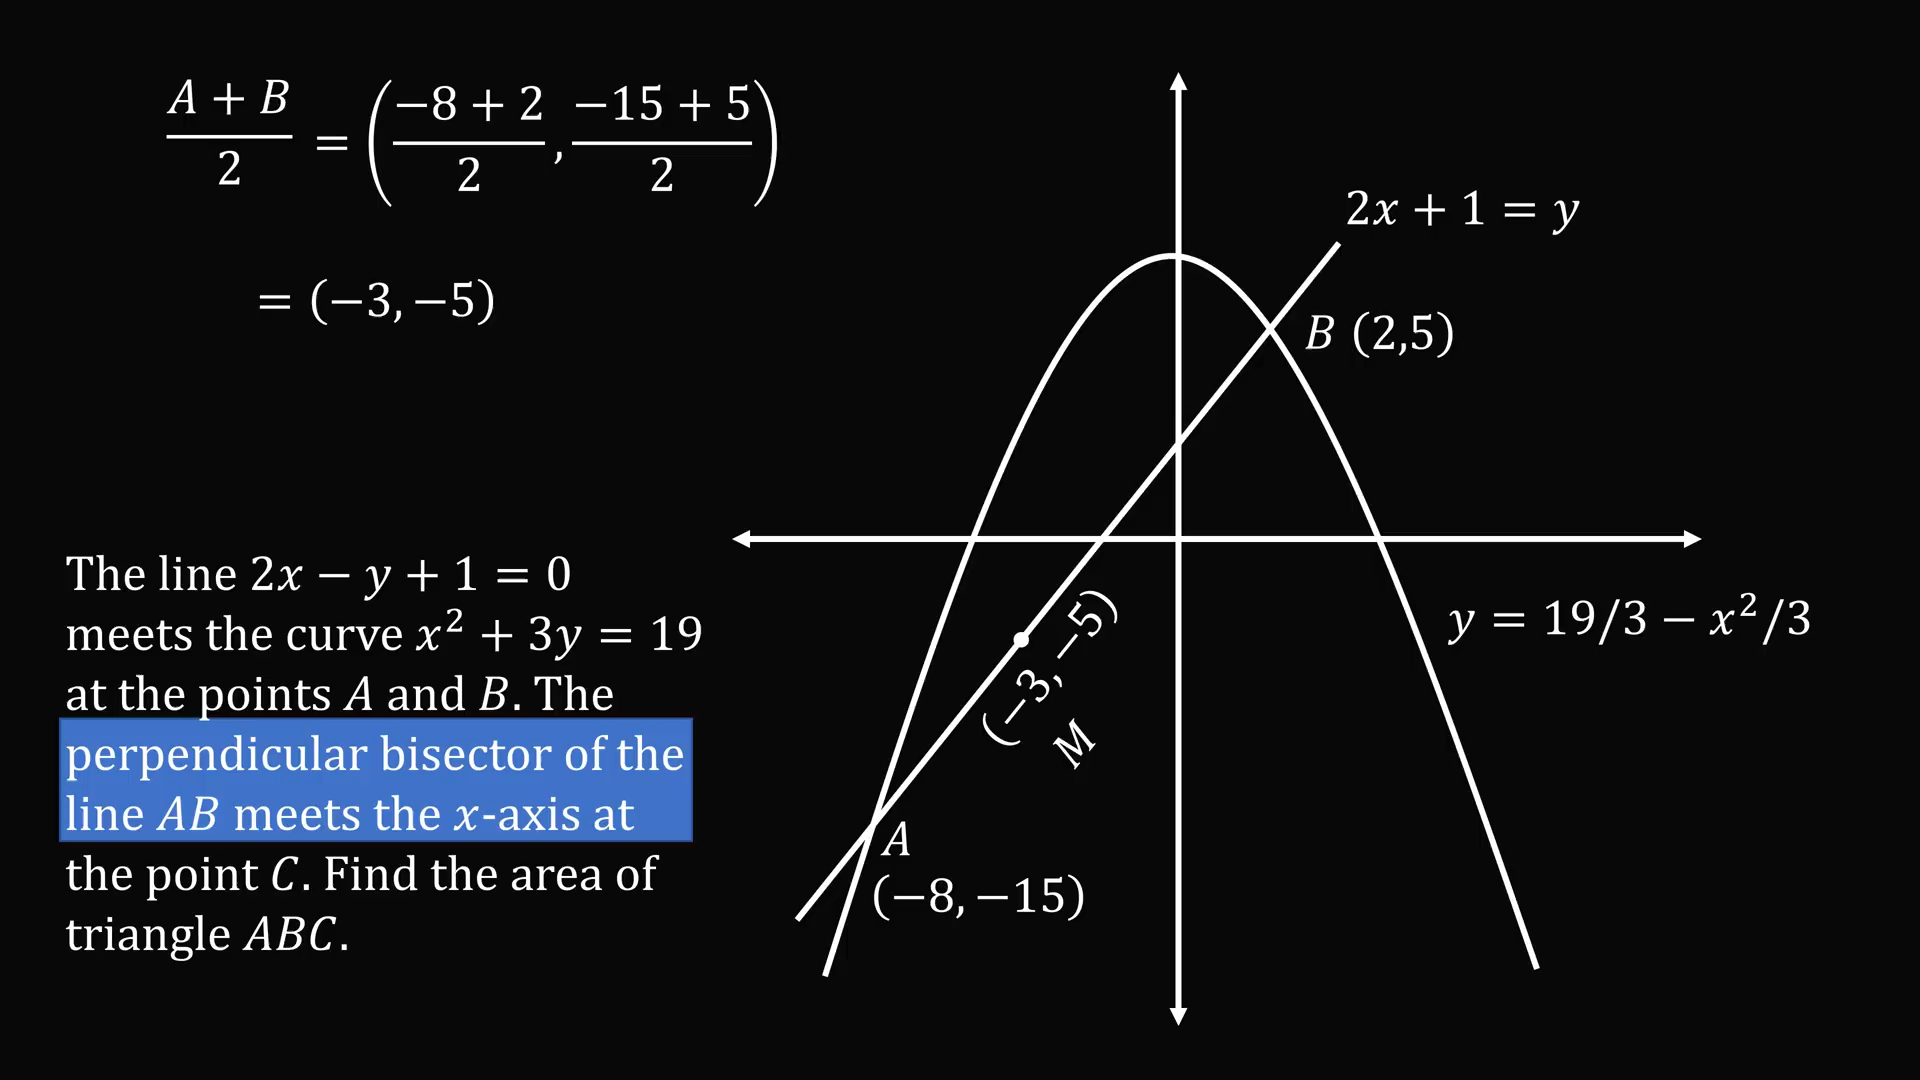 A + B
2
= (−8 + 2 / 2, −15 + 5 / 2)
= (−3, −5)
The line 2x − y + 1 = 0
meets the curve x² + 3y = 19
at the points A and B. The
perpendicular bisector of the
line AB meets the x-axis at
the point C. Find the area of
triangle ABC.
2x + 1 = y
B (2,5)
y = 19/3 − x²/3
(−3, −5)
M
A
(−8, −15)